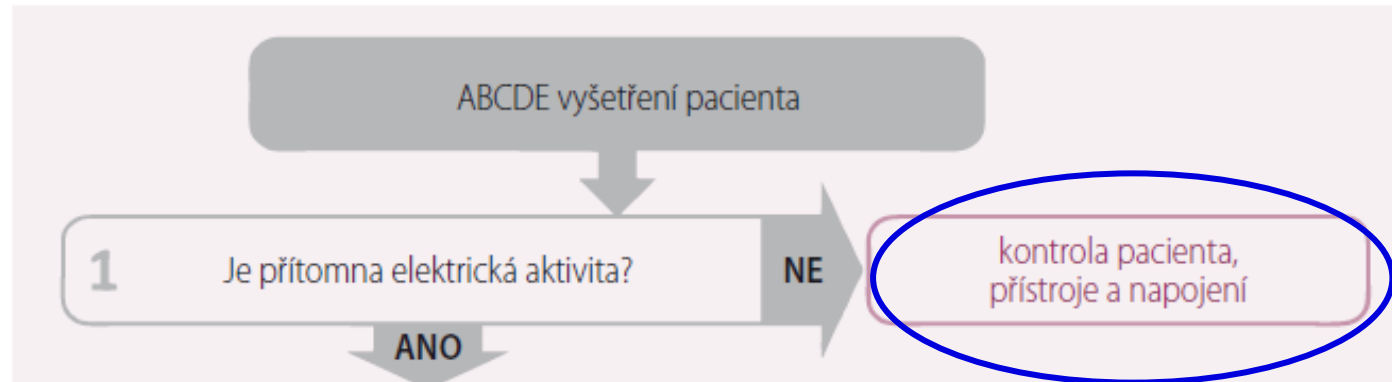 ABCDE vyšetření pacienta
1
Je přítomna elektrická aktivita?
NE
kontrola pacienta,
přístroje a napojení
ANO